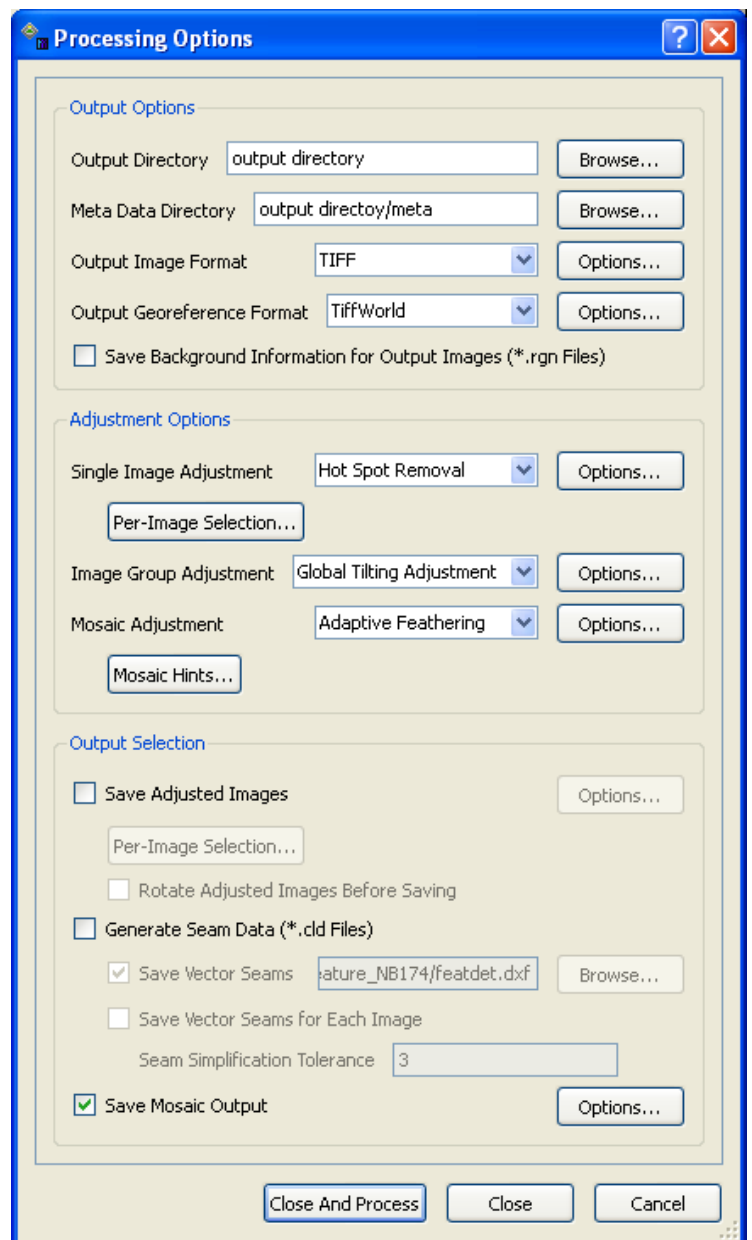 Processing Options
Output Options
Output Directory output directory Browse...
Meta Data Directory output directoy/meta Browse...
Output Image Format TIFF Options...
Output Georeference Format TiffWorld Options...
Save Background Information for Output Images (*.rgn Files)
Adjustment Options
Single Image Adjustment Hot Spot Removal Options...
Per-Image Selection...
Image Group Adjustment Global Tilting Adjustment Options...
Mosaic Adjustment Adaptive Feathering Options...
Mosaic Hints...
Output Selection
Save Adjusted Images Options...
Per-Image Selection...
Rotate Adjusted Images Before Saving
Generate Seam Data (*.cld Files)
Save Vector Seams eature_NB174/featdet.dxf Browse...
Save Vector Seams for Each Image
Seam Simplification Tolerance 3
Save Mosaic Output Options...
Close And Process Close Cancel